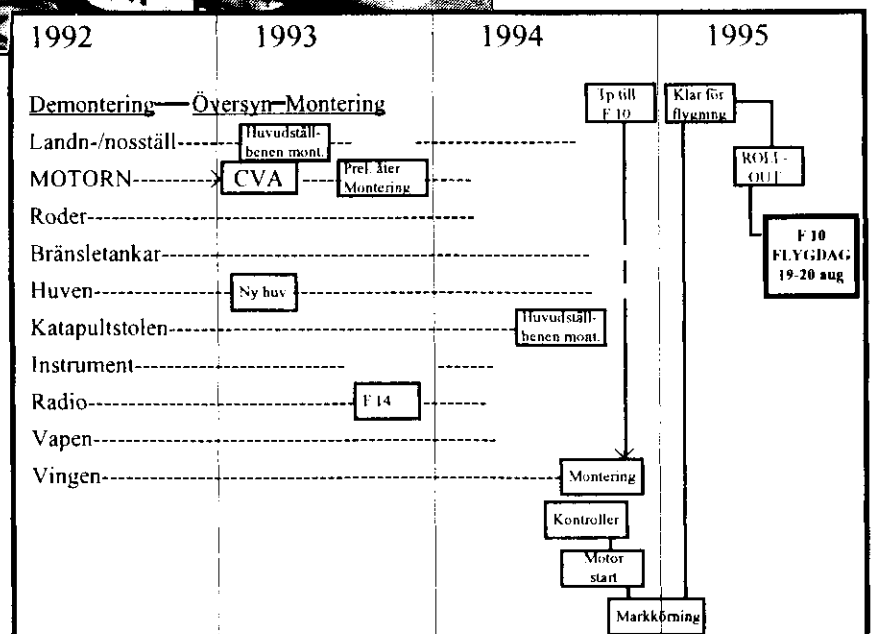 1992 1993 1994 1995
Demontering — Översyn–Montering
Tp till
F 10
Klar för
flygning
Landn-/nosställ
Huvudställ-
benen mont.
MOTORN
CVA
Prel. åter
Montering
ROLL-
OUT
Roder
F 10
FLYGDAG
19-20 aug
Bränsletankar
Huven
Ny huv
Katapultstolen
Huvudställ-
benen mont.
Instrument
Radio
F 14
Vapen
Vingen
Montering
Kontroller
Motor
start
Markkörning